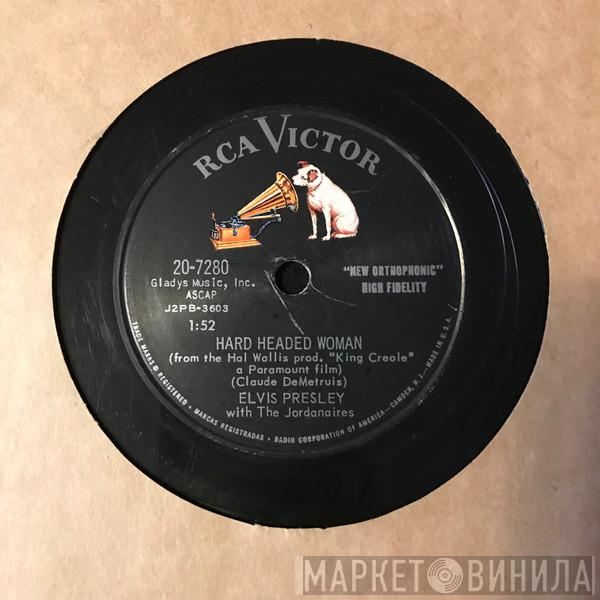 RCA VICTOR
20-7280
Gladys Music, Inc.
ASCAP
J2PB-3603
1:52
"NEW ORTHOPHONIC"
HIGH FIDELITY
HARD HEADED WOMAN
(from the Hal Wallis prod. "King Creole"
a Paramount film)
(Claude DeMetruis)
ELVIS PRESLEY
with The Jordanaires
TRADE MARKS ® REGISTERED • MARCAS REGISTRADAS • RADIO CORPORATION OF AMERICA—CAMDEN, N.J.—MADE IN U.S.A.
МАРКЕТ ВИНИЛА